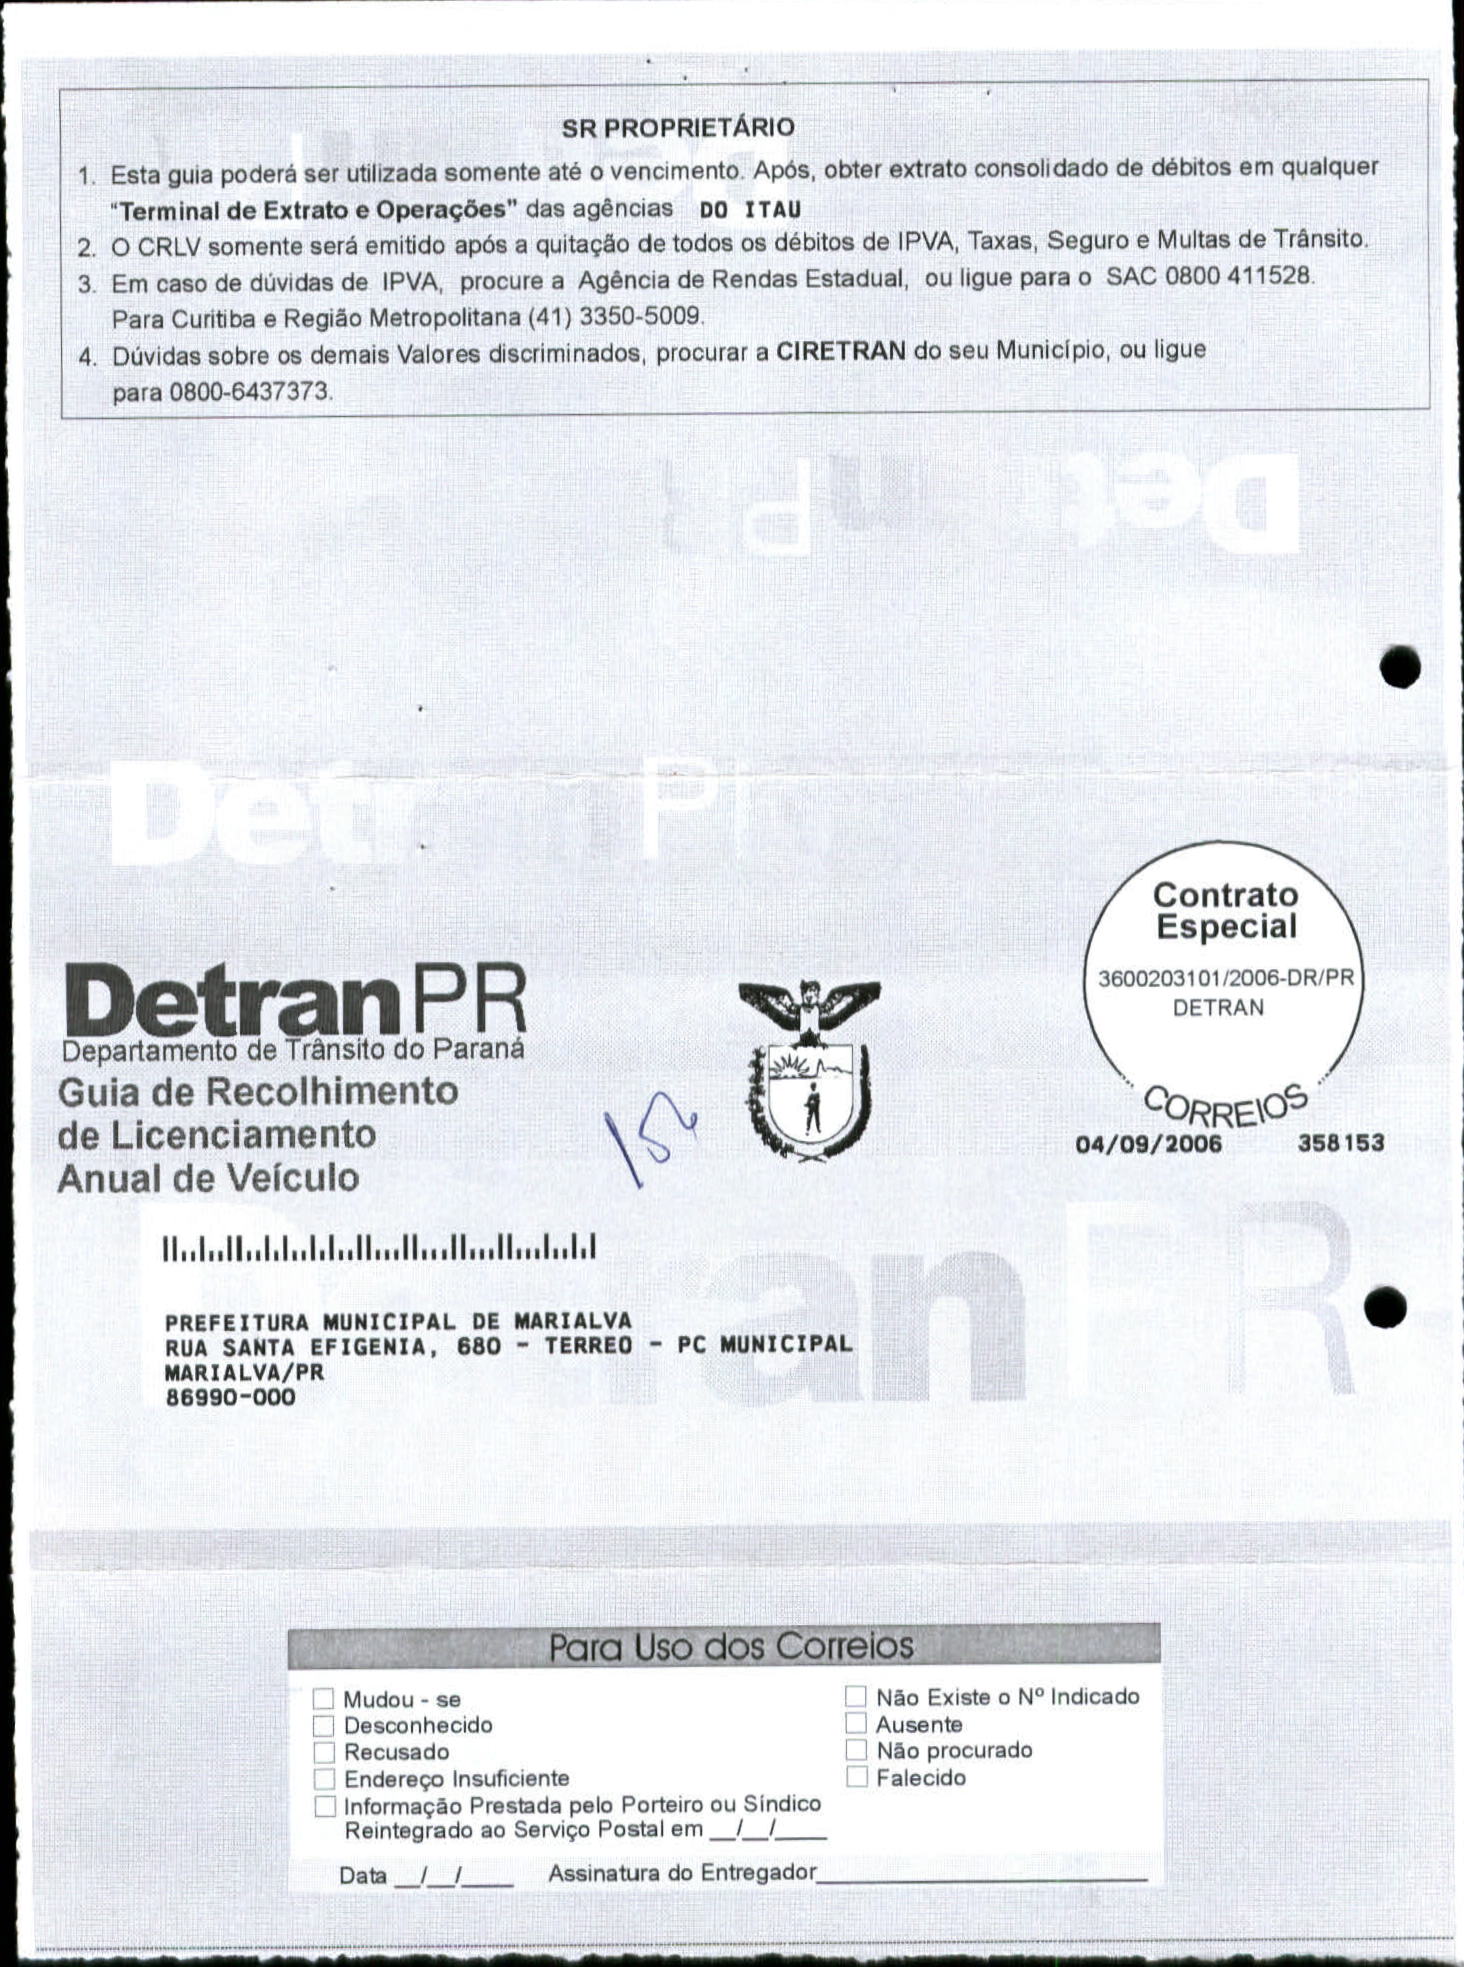 SR PROPRIETÁRIO
1. Esta guia poderá ser utilizada somente até o vencimento. Após, obter extrato consolidado de débitos em qualquer
"Terminal de Extrato e Operações" das agências DO ITAU
2. O CRLV somente será emitido após a quitação de todos os débitos de IPVA, Taxas, Seguro e Multas de Trânsito.
3. Em caso de dúvidas de IPVA, procure a Agência de Rendas Estadual, ou ligue para o SAC 0800 411528.
Para Curitiba e Região Metropolitana (41) 3350-5009.
4. Dúvidas sobre os demais Valores discriminados, procurar a CIRETRAN do seu Município, ou ligue
para 0800-6437373.
Contrato
Especial
3600203101/2006-DR/PR
DETRAN
CORREIOS
04/09/2006 358153
DetranPR
Departamento de Trânsito do Paraná
Guia de Recolhimento
de Licenciamento
Anual de Veículo
PREFEITURA MUNICIPAL DE MARIALVA
RUA SANTA EFIGENIA, 680 - TERREO - PC MUNICIPAL
MARIALVA/PR
86990-000
Para Uso dos Correios
Mudou - se
Desconhecido
Recusado
Endereço Insuficiente
Informação Prestada pelo Porteiro ou Síndico
Reintegrado ao Serviço Postal em __/__/____
Não Existe o Nº Indicado
Ausente
Não procurado
Falecido
Data __/__/____ Assinatura do Entregador____________________